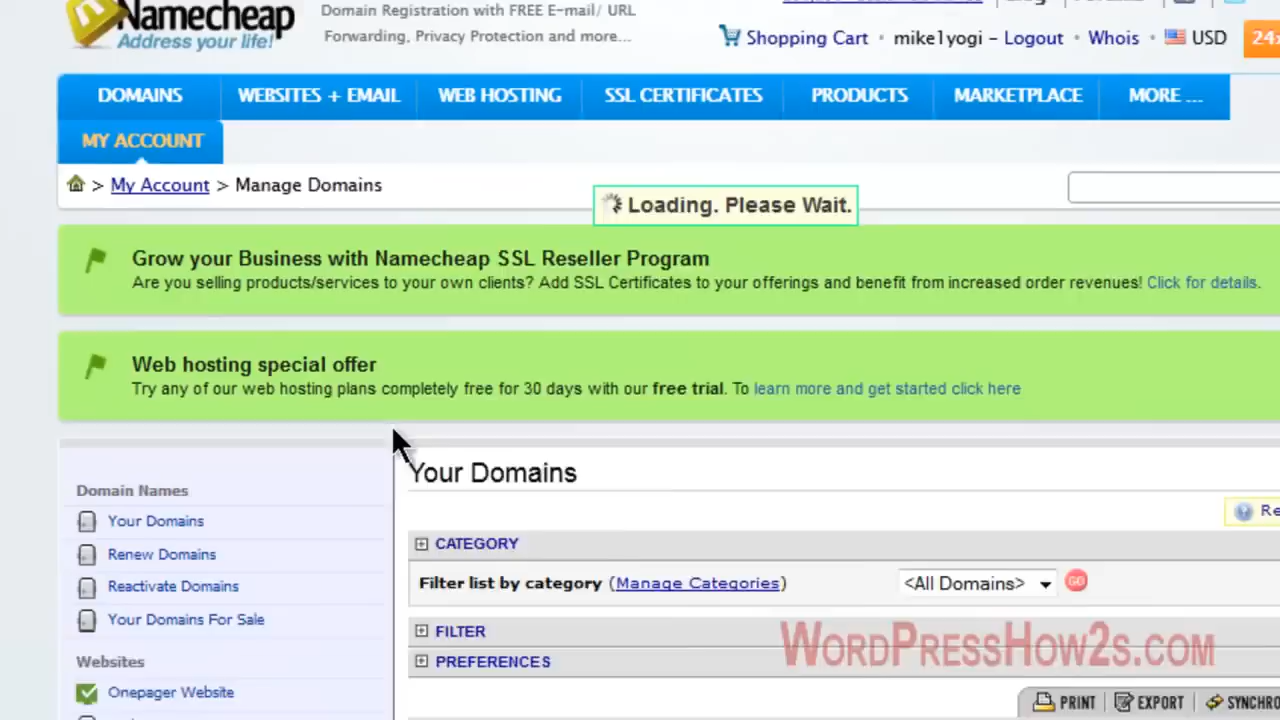 Namecheap
Address your life!
Domain Registration with FREE E-mail/ URL
Forwarding, Privacy Protection and more...
Shopping Cart • mike1yogi - Logout • Whois • USD
24x
DOMAINS WEBSITES + EMAIL WEB HOSTING SSL CERTIFICATES PRODUCTS MARKETPLACE MORE ...
MY ACCOUNT
> My Account > Manage Domains
Loading. Please Wait.
Grow your Business with Namecheap SSL Reseller Program
Are you selling products/services to your own clients? Add SSL Certificates to your offerings and benefit from increased order revenues! Click for details.
Web hosting special offer
Try any of our web hosting plans completely free for 30 days with our free trial. To learn more and get started click here
Your Domains
Domain Names
Your Domains
Renew Domains
Reactivate Domains
Your Domains For Sale
Websites
Onepager Website
Re
CATEGORY
Filter list by category (Manage Categories) <All Domains> GO
FILTER
PREFERENCES
WordPressHow2s.com
PRINT EXPORT SYNCHRO